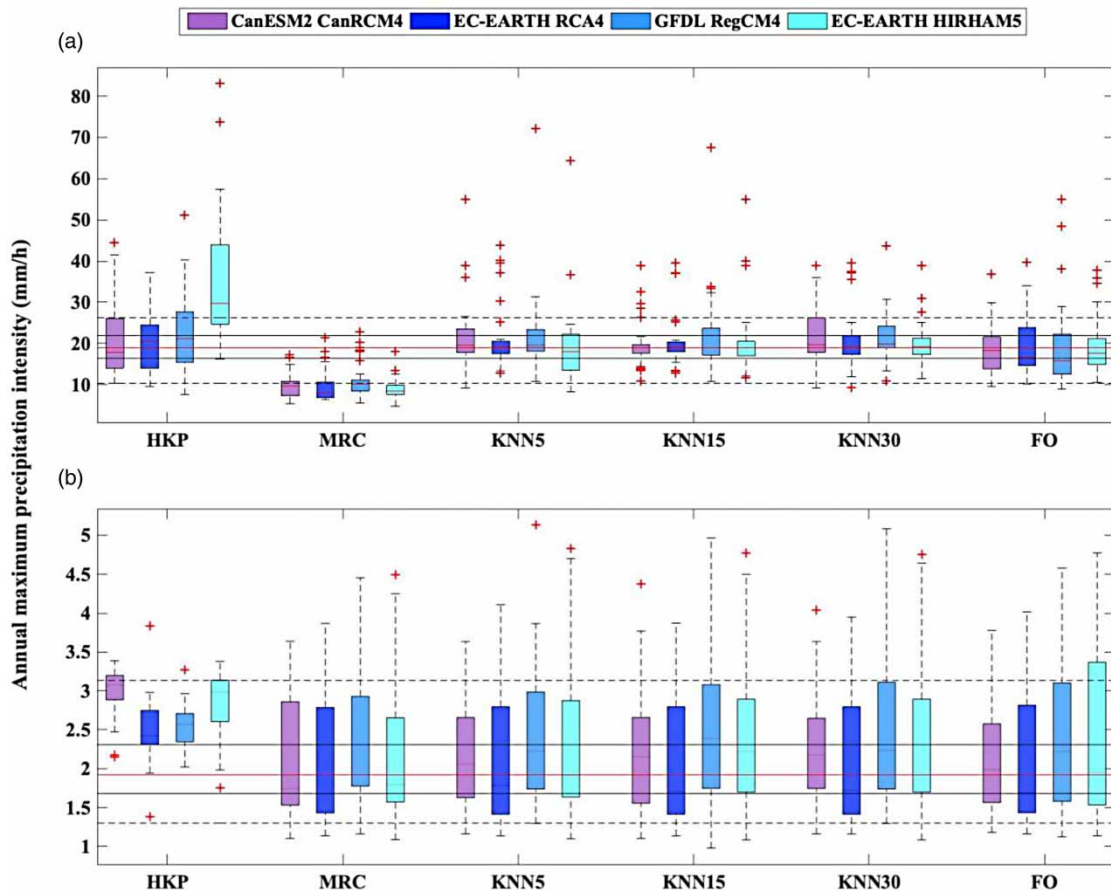 CanESM2 CanRCM4 EC-EARTH RCA4 GFDL RegCM4 EC-EARTH HIRHAM5
(a)
80
70
60
50
40
30
20
10
HKP MRC KNN5 KNN15 KNN30 FO
Annual maximum precipitation intensity (mm/h)
(b)
5
4.5
4
3.5
3
2.5
2
1.5
1
HKP MRC KNN5 KNN15 KNN30 FO